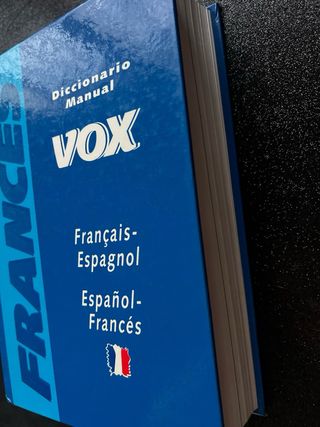 FRANCÉS
Diccionario
Manual
VOX
Français-
Espagnol
Español-
Francés